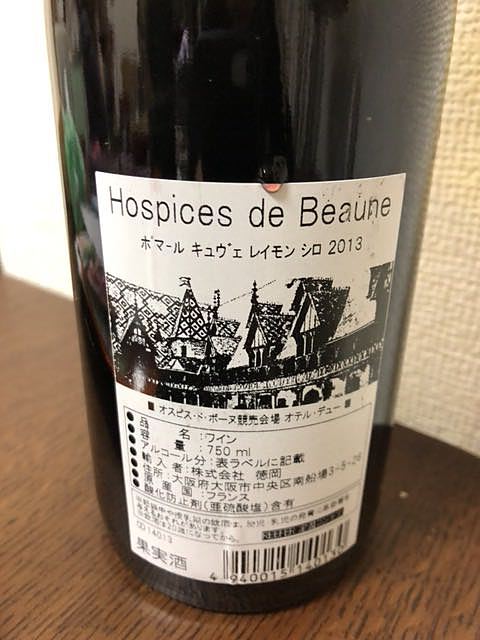 Hospices de Beaune
ポマール キュヴェ レイモン シロ 2013
■ オスピス・ド・ボーヌ競売会場 オテル・デュー ■
品名:ワイン
容量:750 ml
アルコール分:表ラベルに記載
輸入者:株式会社 徳岡
住所:大阪府大阪市中央区南船場3-5-28
原産国:フランス
酸化防止剤(亜硫酸塩)含有
14013
果実酒
4 940015